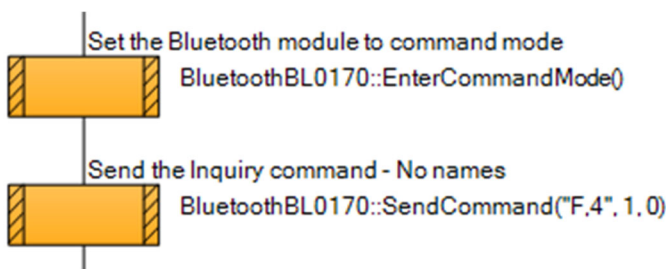 Set the Bluetooth module to command mode
BluetoothBL0170::EnterCommandMode()
Send the Inquiry command - No names
BluetoothBL0170::SendCommand("F,4", 1, 0)